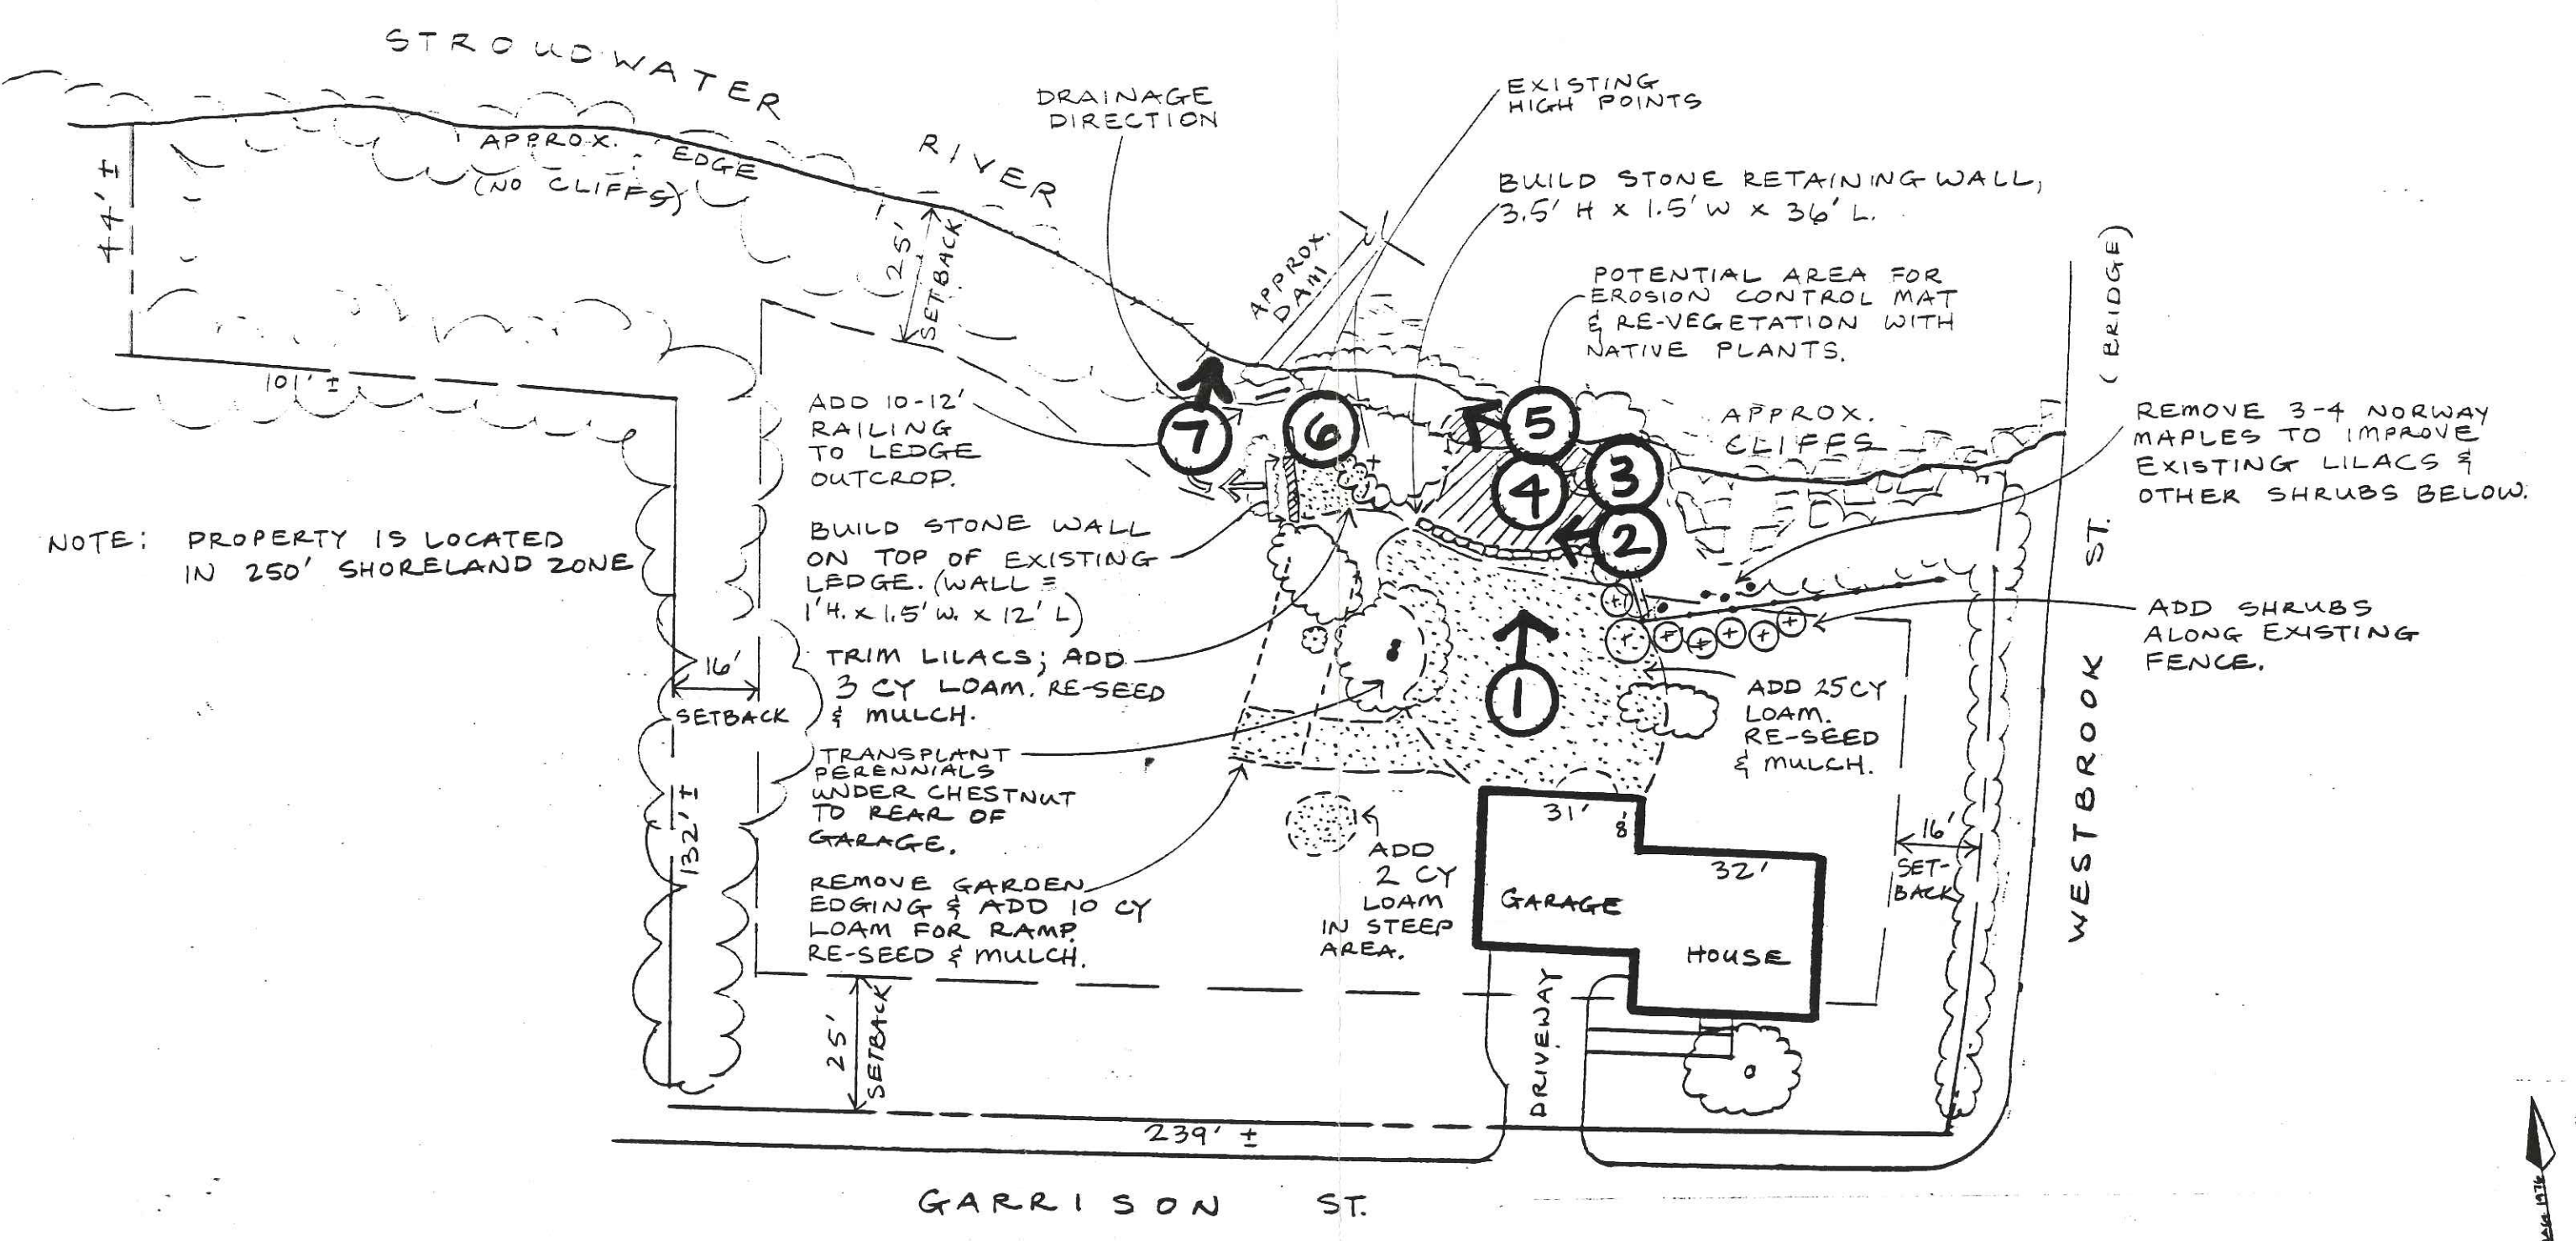 STROUDWATER
RIVER
APPROX. EDGE
(NO CLIFFS)
44' ±
101' ±
25'
SETBACK
DRAINAGE
DIRECTION
EXISTING
HIGH POINTS
APPROX.
DAM
BUILD STONE RETAINING WALL,
3.5' H x 1.5' W x 36' L.
POTENTIAL AREA FOR
EROSION CONTROL MAT
& RE-VEGETATION WITH
NATIVE PLANTS.
APPROX.
CLIFFS
(BRIDGE)
REMOVE 3-4 NORWAY
MAPLES TO IMPROVE
EXISTING LILACS &
OTHER SHRUBS BELOW.
ADD 10-12'
RAILING
TO LEDGE
OUTCROP.
7
6
5
4
3
2
1
NOTE: PROPERTY IS LOCATED
IN 250' SHORELAND ZONE
BUILD STONE WALL
ON TOP OF EXISTING
LEDGE. (WALL =
1'H. x 1.5' W. x 12' L)
TRIM LILACS; ADD
3 CY LOAM. RE-SEED
& MULCH.
16'
SETBACK
132' ±
TRANSPLANT
PERENNIALS
UNDER CHESTNUT
TO REAR OF
GARAGE.
REMOVE GARDEN
EDGING & ADD 10 CY
LOAM FOR RAMP.
RE-SEED & MULCH.
ADD
2 CY
LOAM
IN STEEP
AREA.
ADD SHRUBS
ALONG EXISTING
FENCE.
ADD 25 CY
LOAM.
RE-SEED
& MULCH.
31'
8'
32'
GARAGE
HOUSE
16'
SET-
BACK
WESTBROOK ST.
25'
SETBACK
DRIVEWAY
239' ±
GARRISON ST.